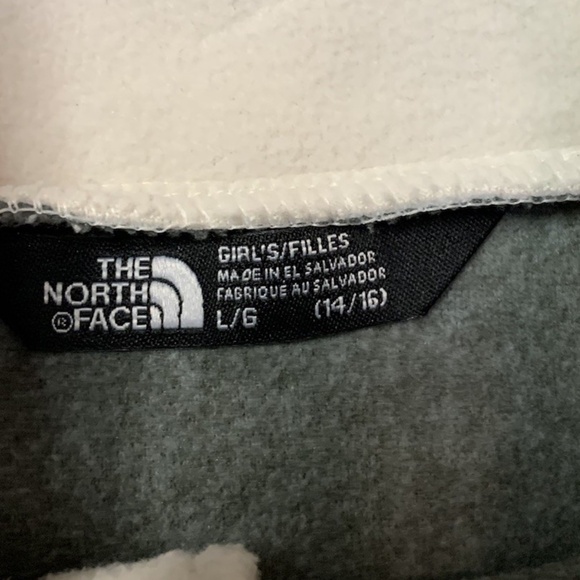 THE
NORTH
® FACE
GIRL'S/FILLES
MADE IN EL SALVADOR
FABRIQUE AU SALVADOR
L/G (14/16)